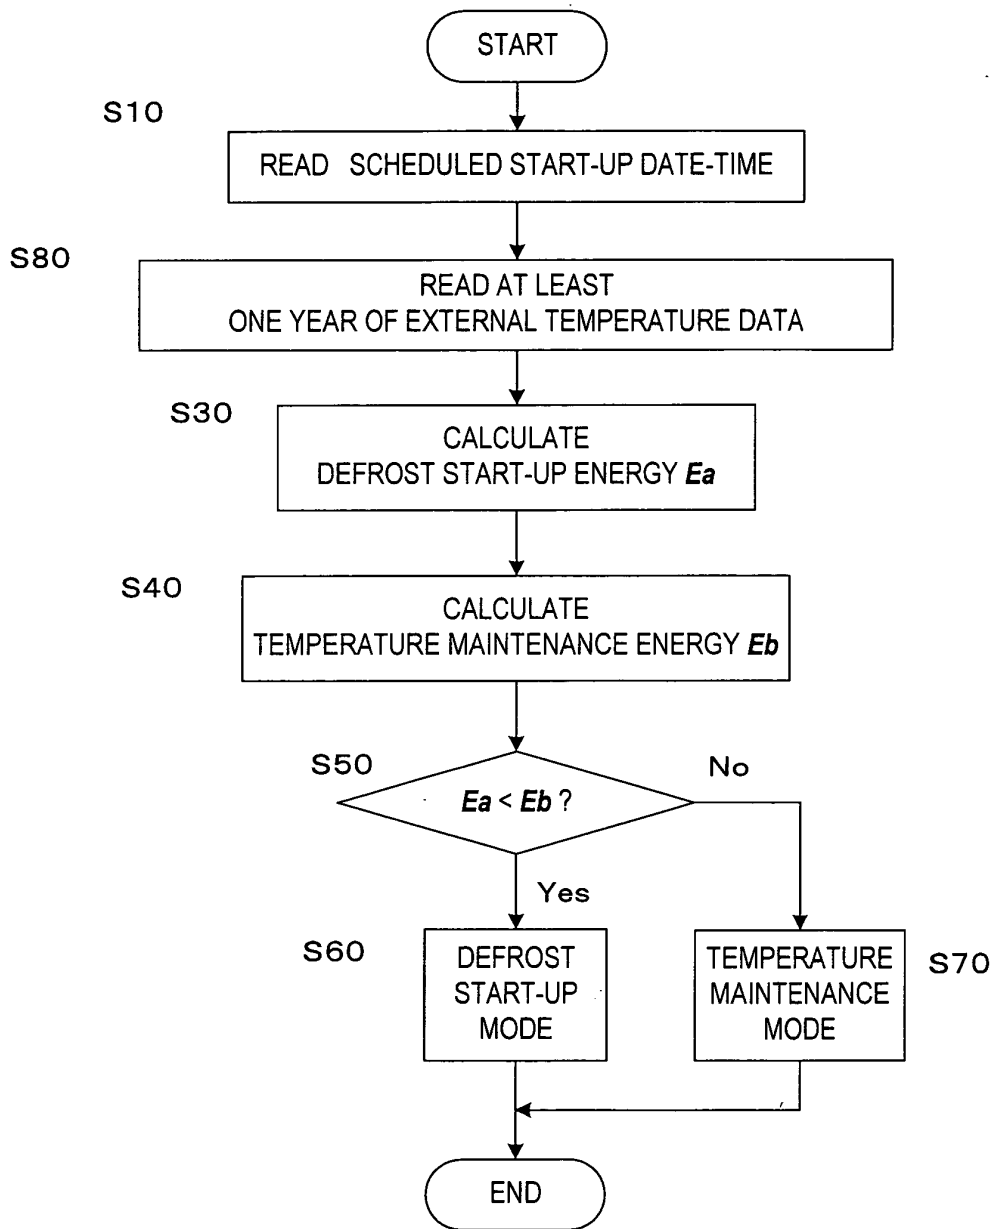 START
S10
READ SCHEDULED START-UP DATE-TIME
S80
READ AT LEAST
ONE YEAR OF EXTERNAL TEMPERATURE DATA
S30
CALCULATE
DEFROST START-UP ENERGY Ea
S40
CALCULATE
TEMPERATURE MAINTENANCE ENERGY Eb
S50
Ea < Eb ?
No
Yes
S60
DEFROST
START-UP
MODE
TEMPERATURE
MAINTENANCE
MODE
S70
END